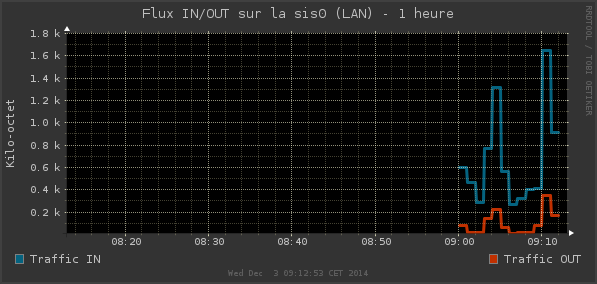 Flux IN/OUT sur la sis0 (LAN) - 1 heure
RRDTOOL / TOBI OETIKER
Kilo-octet
1.8 k
1.6 k
1.4 k
1.2 k
1.0 k
0.8 k
0.6 k
0.4 k
0.2 k
08:20 08:30 08:40 08:50 09:00 09:10
Traffic IN Traffic OUT
Wed Dec 3 09:12:53 CET 2014